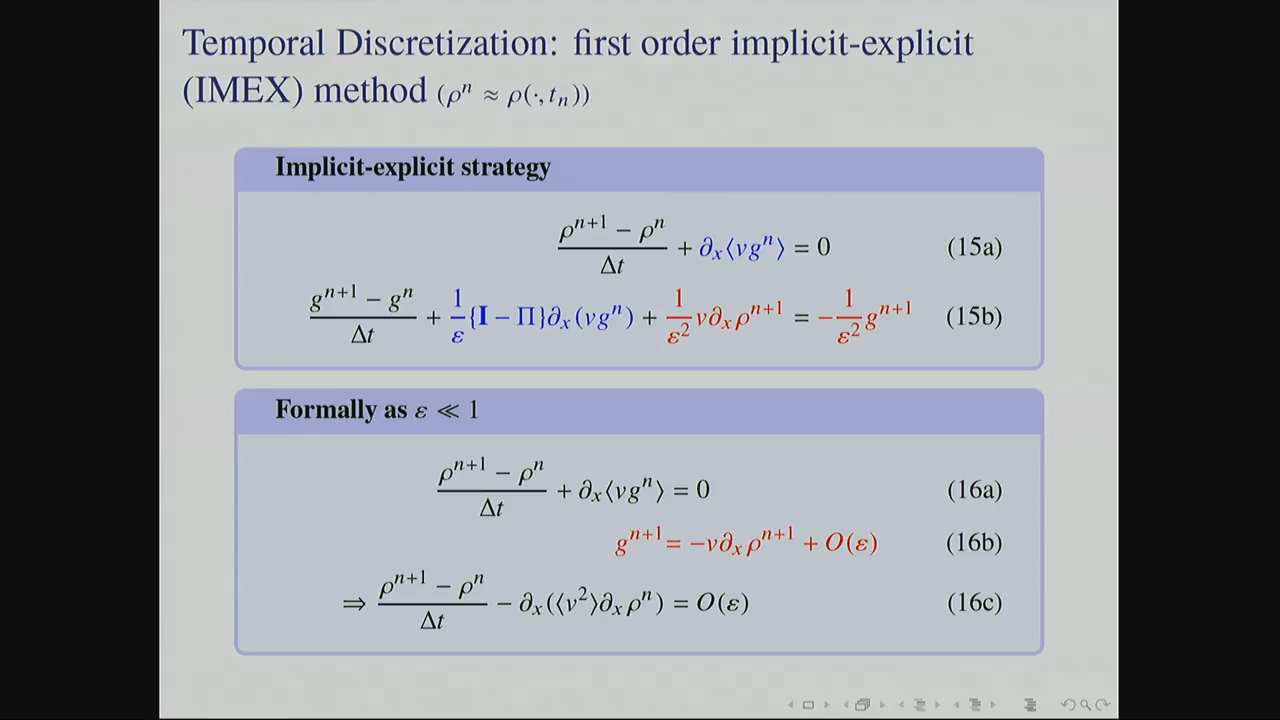 Temporal Discretization: first order implicit-explicit
(IMEX) method (ρⁿ ≈ ρ(·, tₙ))
Implicit-explicit strategy
(ρⁿ⁺¹ − ρⁿ)/Δt + ∂ₓ⟨vgⁿ⟩ = 0 (15a)
(gⁿ⁺¹ − gⁿ)/Δt + (1/ε){I − Π}∂ₓ(vgⁿ) + (1/ε²)v∂ₓρⁿ⁺¹ = −(1/ε²)gⁿ⁺¹ (15b)
Formally as ε ≪ 1
(ρⁿ⁺¹ − ρⁿ)/Δt + ∂ₓ⟨vgⁿ⟩ = 0 (16a)
gⁿ⁺¹ = −v∂ₓρⁿ⁺¹ + O(ε) (16b)
⇒ (ρⁿ⁺¹ − ρⁿ)/Δt − ∂ₓ(⟨v²⟩∂ₓρⁿ) = O(ε) (16c)